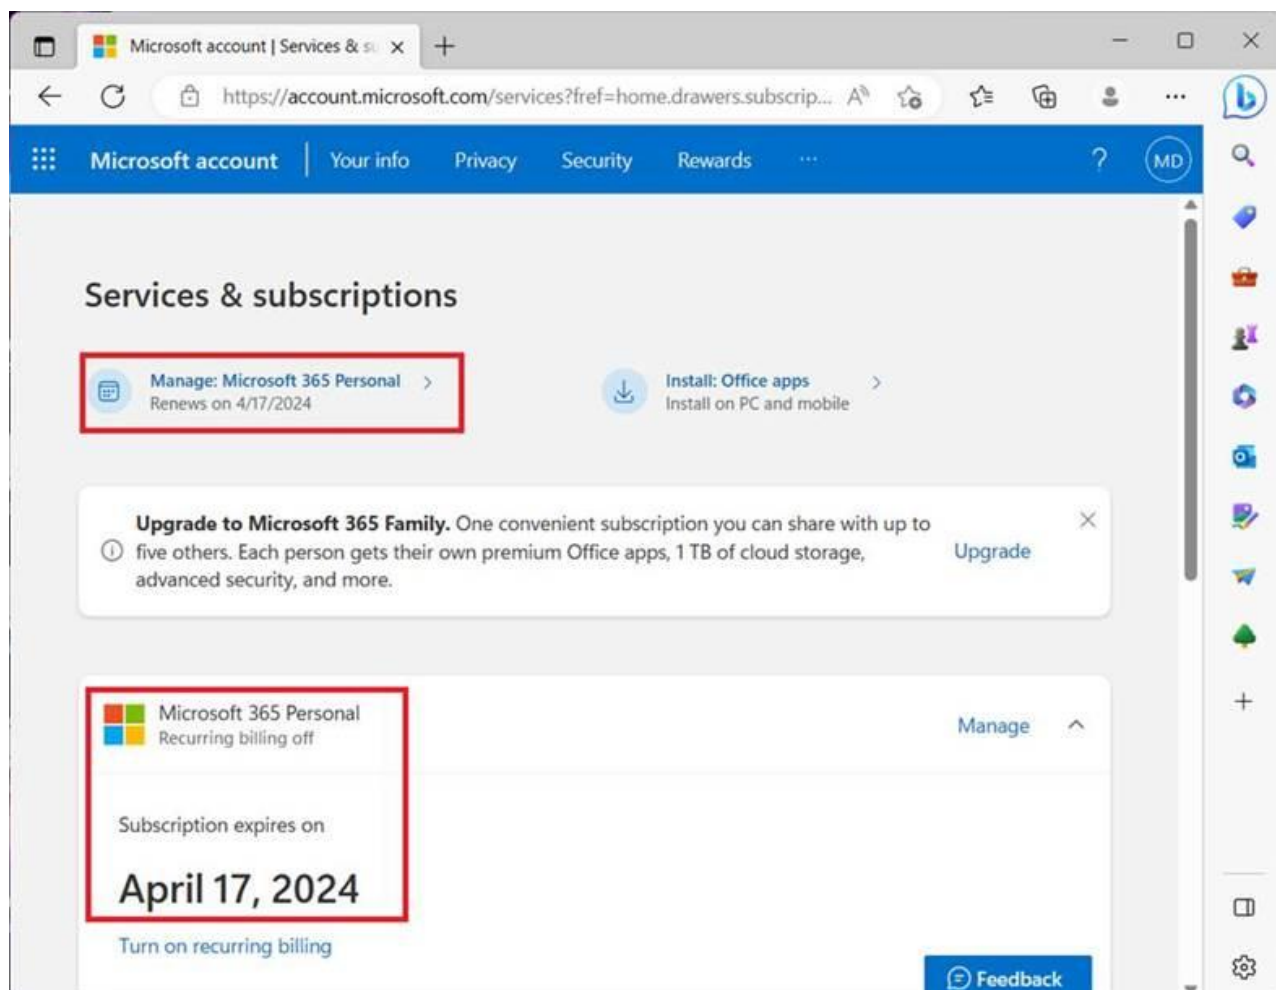 Microsoft account | Services & su
https://account.microsoft.com/services?fref=home.drawers.subscrip...
Microsoft account
Your info
Privacy
Security
Rewards
...
?
MD
Services & subscriptions
Manage: Microsoft 365 Personal
Renews on 4/17/2024
Install: Office apps
Install on PC and mobile
Upgrade to Microsoft 365 Family. One convenient subscription you can share with up to
five others. Each person gets their own premium Office apps, 1 TB of cloud storage,
advanced security, and more.
Upgrade
Microsoft 365 Personal
Recurring billing off
Manage
Subscription expires on
April 17, 2024
Turn on recurring billing
Feedback